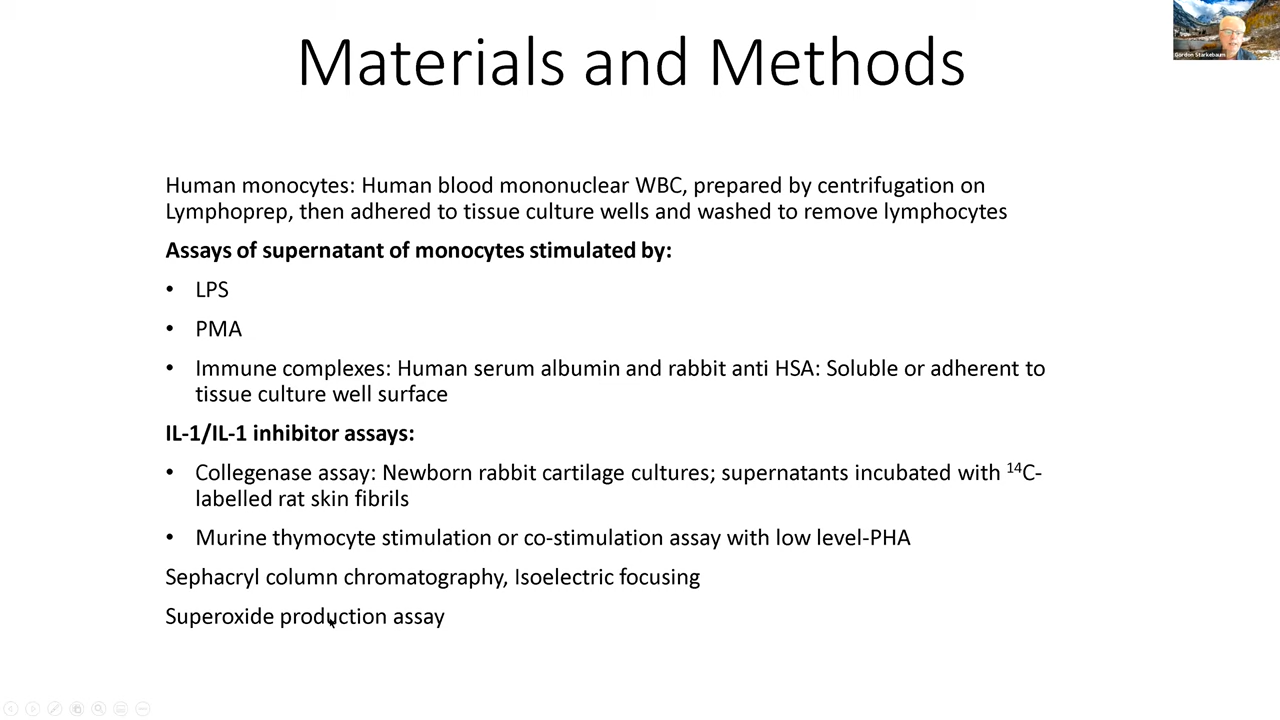 Materials and Methods
Gordon Starkebaum
Human monocytes: Human blood mononuclear WBC, prepared by centrifugation on
Lymphoprep, then adhered to tissue culture wells and washed to remove lymphocytes
Assays of supernatant of monocytes stimulated by:
• LPS
• PMA
• Immune complexes: Human serum albumin and rabbit anti HSA: Soluble or adherent to
tissue culture well surface
IL-1/IL-1 inhibitor assays:
• Collegenase assay: Newborn rabbit cartilage cultures; supernatants incubated with ¹⁴C-
labelled rat skin fibrils
• Murine thymocyte stimulation or co-stimulation assay with low level-PHA
Sephacryl column chromatography, Isoelectric focusing
Superoxide production assay